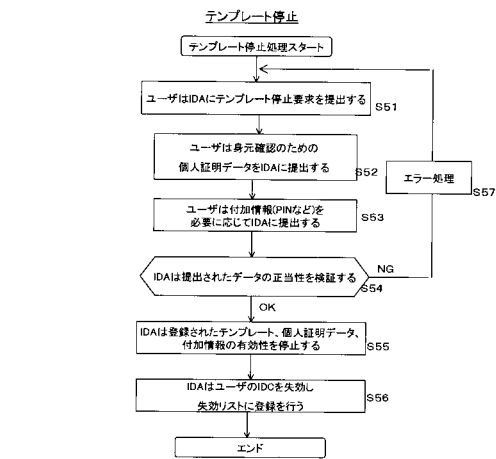 テンプレート停止
テンプレート停止処理スタート
ユーザはIDAにテンプレート停止要求を提出する
S51
ユーザは身元確認のための
個人証明データをIDAに提出する
S52
エラー処理
S57
ユーザは付加情報(PINなど)を
必要に応じてIDAに提出する
S53
IDAは提出されたデータの正当性を検証する
NG
S54
OK
IDAは登録されたテンプレート、個人証明データ、
付加情報の有効性を停止する
S55
IDAはユーザのIDCを失効し
失効リストに登録を行う
S56
エンド